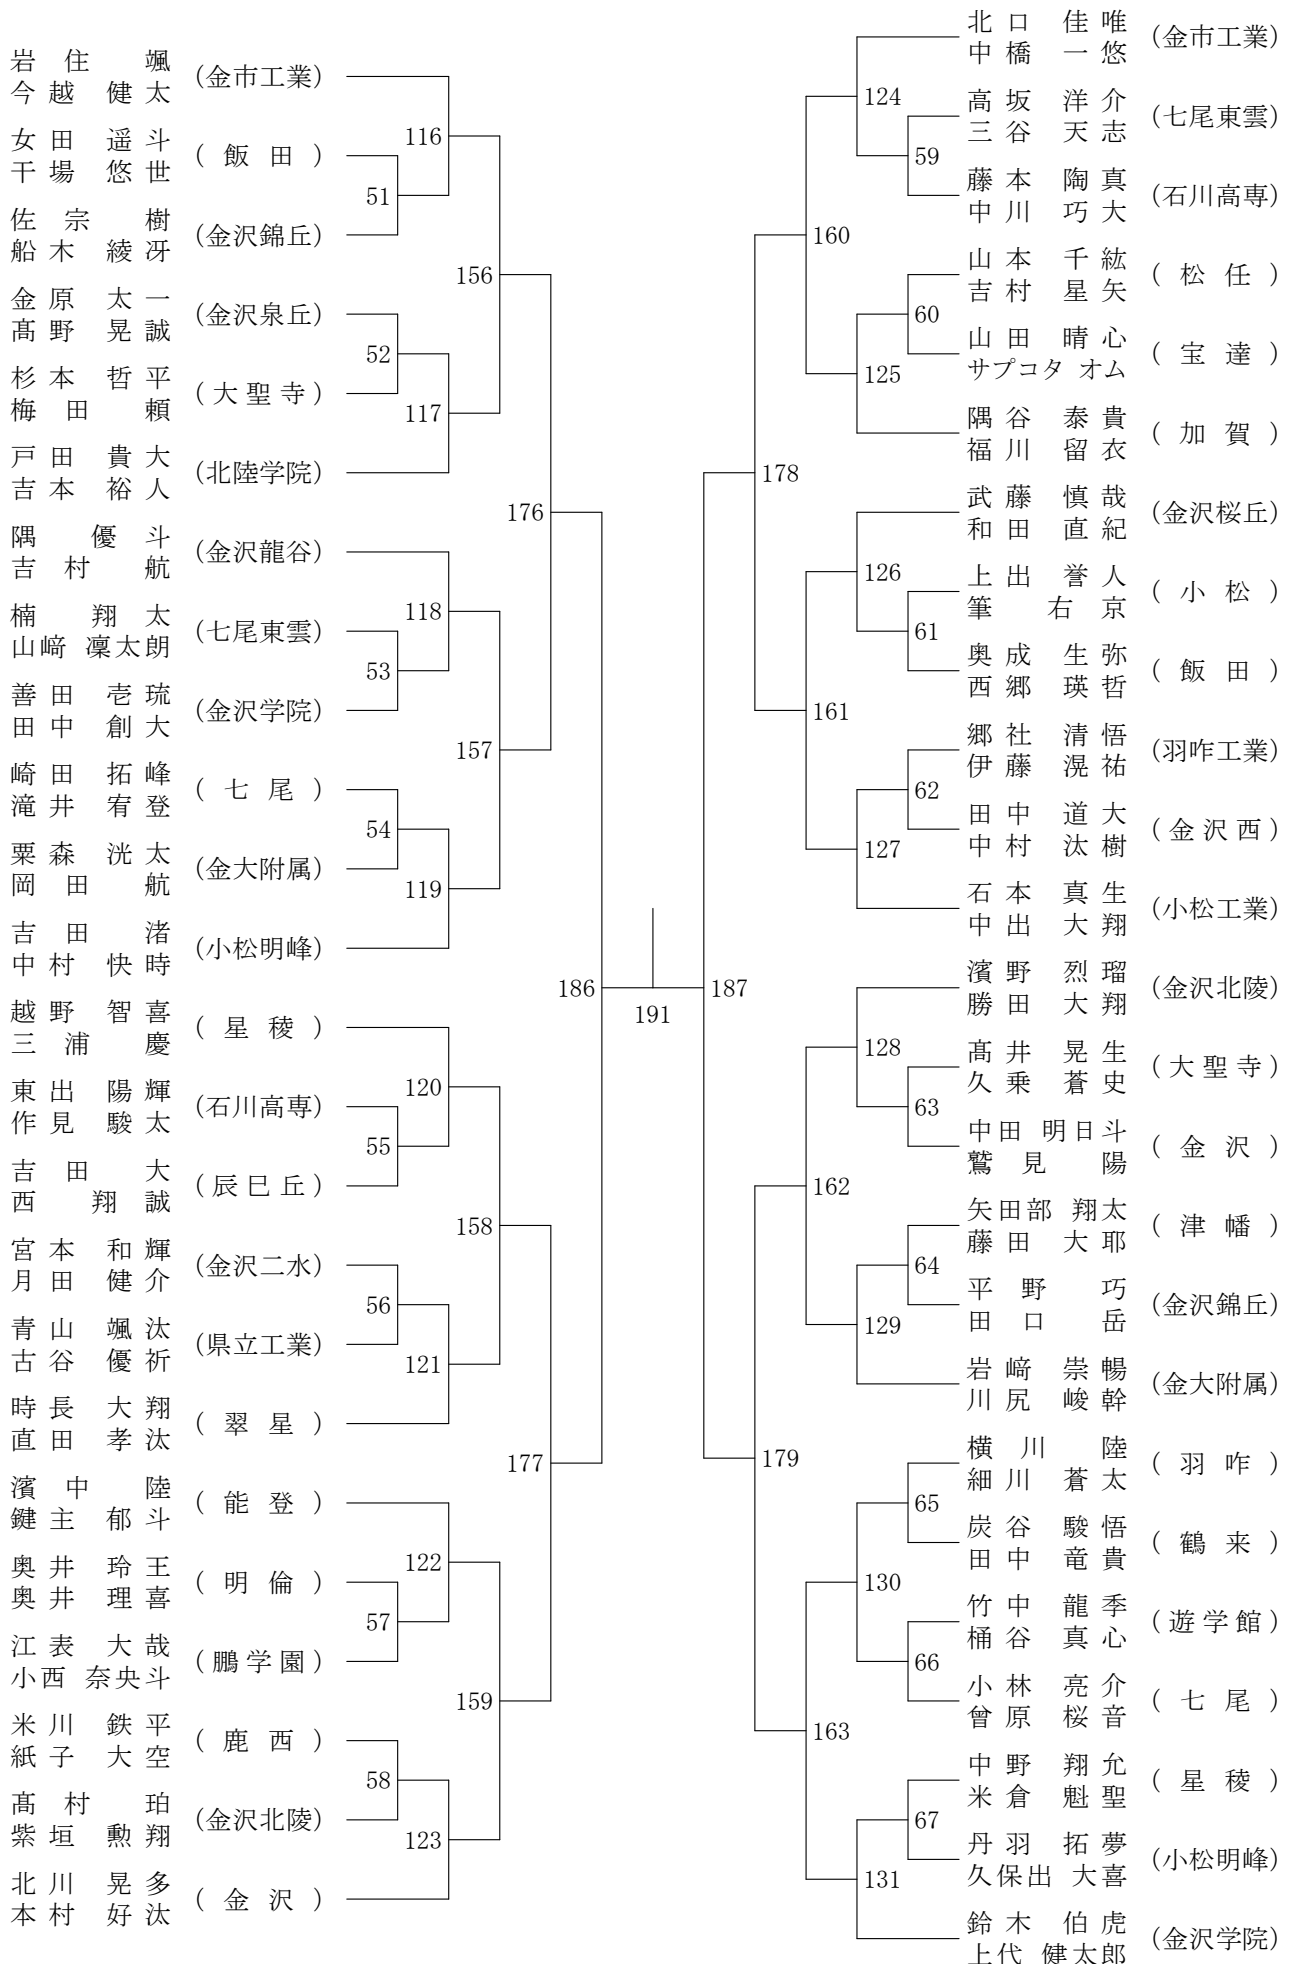 岩住 颯
今越 健太
(金市工業)
女田 遥斗
干場 悠世
(飯田)
佐宗 樹
船木 綾冴
(金沢錦丘)
金原 太一
髙野 晃誠
(金沢泉丘)
杉本 哲平
梅田 頼
(大聖寺)
戸田 貴大
吉本 裕人
(北陸学院)
隅 優斗
吉村 航
(金沢龍谷)
楠 翔太
山﨑 凜太朗
(七尾東雲)
善田 壱琉
田中 創大
(金沢学院)
崎田 拓峰
滝井 宥登
(七尾)
粟森 洸太
岡田 航
(金大附属)
吉田 渚
中村 快時
(小松明峰)
越野 智喜
三浦 慶
(星稜)
東出 陽輝
作見 駿太
(石川高専)
吉田 大
西 翔誠
(辰巳丘)
宮本 和輝
月田 健介
(金沢二水)
青山 颯汰
古谷 優祈
(県立工業)
時長 大翔
直田 孝汰
(翠星)
濱中 陸
鍵主 郁斗
(能登)
奥井 玲王
奥井 理喜
(明倫)
江表 大哉
小西 奈央斗
(鵬学園)
米川 鉄平
紙子 大空
(鹿西)
髙村 珀
紫垣 勲翔
(金沢北陵)
北川 晃多
本村 好汰
(金沢)
51
52
53
54
55
56
57
58
116
117
118
119
120
121
122
123
156
157
158
159
176
177
186
191
187
178
179
160
161
162
163
124
125
126
127
128
129
130
131
59
60
61
62
63
64
65
66
67
北口 佳唯
中橋 一悠
(金市工業)
高坂 洋介
三谷 天志
(七尾東雲)
藤本 陶真
中川 巧大
(石川高専)
山本 千紘
吉村 星矢
(松任)
山田 晴心
サプコタ オム
(宝達)
隅谷 泰貴
福川 留衣
(加賀)
武藤 慎哉
和田 直紀
(金沢桜丘)
上出 誉人
筆 右京
(小松)
奥成 生弥
西郷 瑛哲
(飯田)
郷社 清悟
伊藤 滉祐
(羽咋工業)
田中 道大
中村 汰樹
(金沢西)
石本 真生
中出 大翔
(小松工業)
濱野 烈瑠
勝田 大翔
(金沢北陵)
髙井 晃生
久乗 蒼史
(大聖寺)
中田 明日斗
鷲見 陽
(金沢)
矢田部 翔太
藤田 大耶
(津幡)
平野 巧
田口 岳
(金沢錦丘)
岩﨑 崇暢
川尻 峻幹
(金大附属)
横川 陸
細川 蒼太
(羽咋)
炭谷 駿悟
田中 竜貴
(鶴来)
竹中 龍季
桶谷 真心
(遊学館)
小林 亮介
曾原 桜音
(七尾)
中野 翔允
米倉 魁聖
(星稜)
丹羽 拓夢
久保出 大喜
(小松明峰)
鈴木 伯虎
上代 健太郎
(金沢学院)